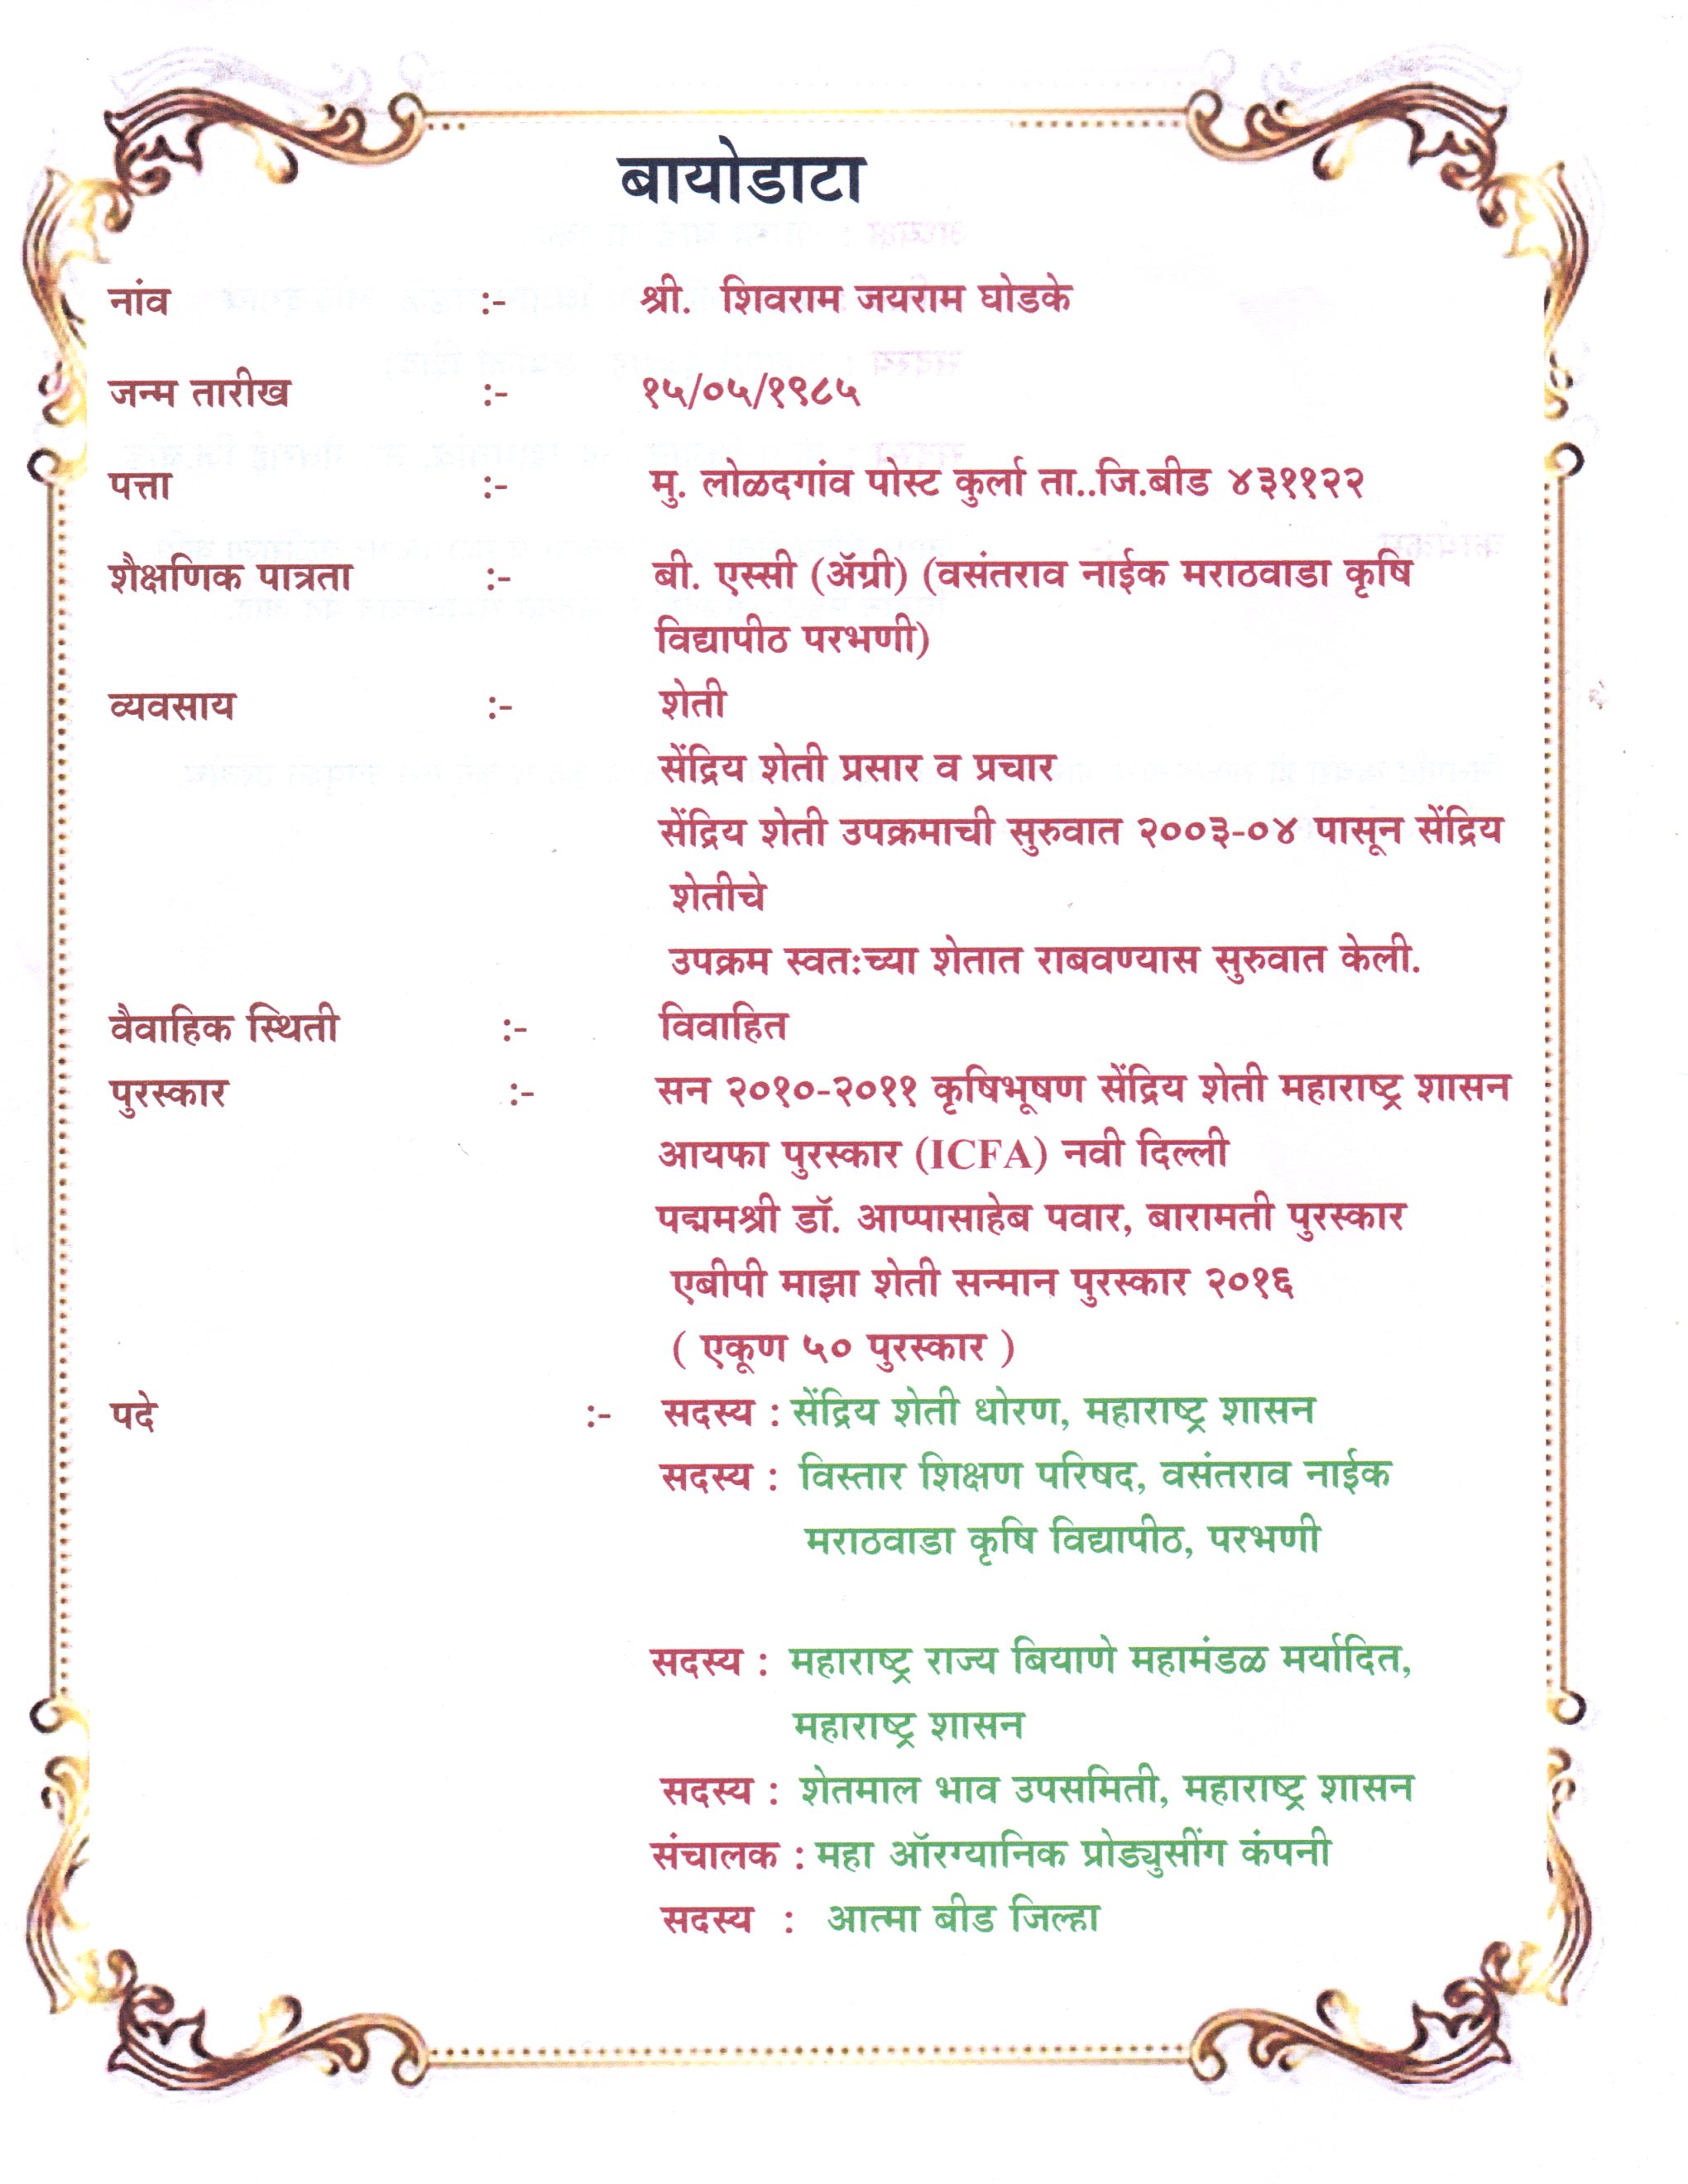 बायोडाटा
नांव :- श्री. शिवराम जयराम घोडके
जन्म तारीख :- १५/०५/१९८५
पत्ता :- मु. लोळदगांव पोस्ट कुर्ला ता..जि.बीड ४३११२२
शैक्षणिक पात्रता :- बी. एस्सी (ॲग्री) (वसंतराव नाईक मराठवाडा कृषि
विद्यापीठ परभणी)
व्यवसाय :- शेती
सेंद्रिय शेती प्रसार व प्रचार
सेंद्रिय शेती उपक्रमाची सुरुवात २००३-०४ पासून सेंद्रिय
शेतीचे
उपक्रम स्वतःच्या शेतात राबवण्यास सुरुवात केली.
वैवाहिक स्थिती :- विवाहित
पुरस्कार :- सन २०१०-२०११ कृषिभूषण सेंद्रिय शेती महाराष्ट्र शासन
आयफा पुरस्कार (ICFA) नवी दिल्ली
पद्ममश्री डॉ. आप्पासाहेब पवार, बारामती पुरस्कार
एबीपी माझा शेती सन्मान पुरस्कार २०१६
( एकूण ५० पुरस्कार )
पदे :- सदस्य : सेंद्रिय शेती धोरण, महाराष्ट्र शासन
सदस्य : विस्तार शिक्षण परिषद, वसंतराव नाईक
मराठवाडा कृषि विद्यापीठ, परभणी
सदस्य : महाराष्ट्र राज्य बियाणे महामंडळ मर्यादित,
महाराष्ट्र शासन
सदस्य : शेतमाल भाव उपसमिती, महाराष्ट्र शासन
संचालक : महा ऑरग्यानिक प्रोड्युसींग कंपनी
सदस्य : आत्मा बीड जिल्हा